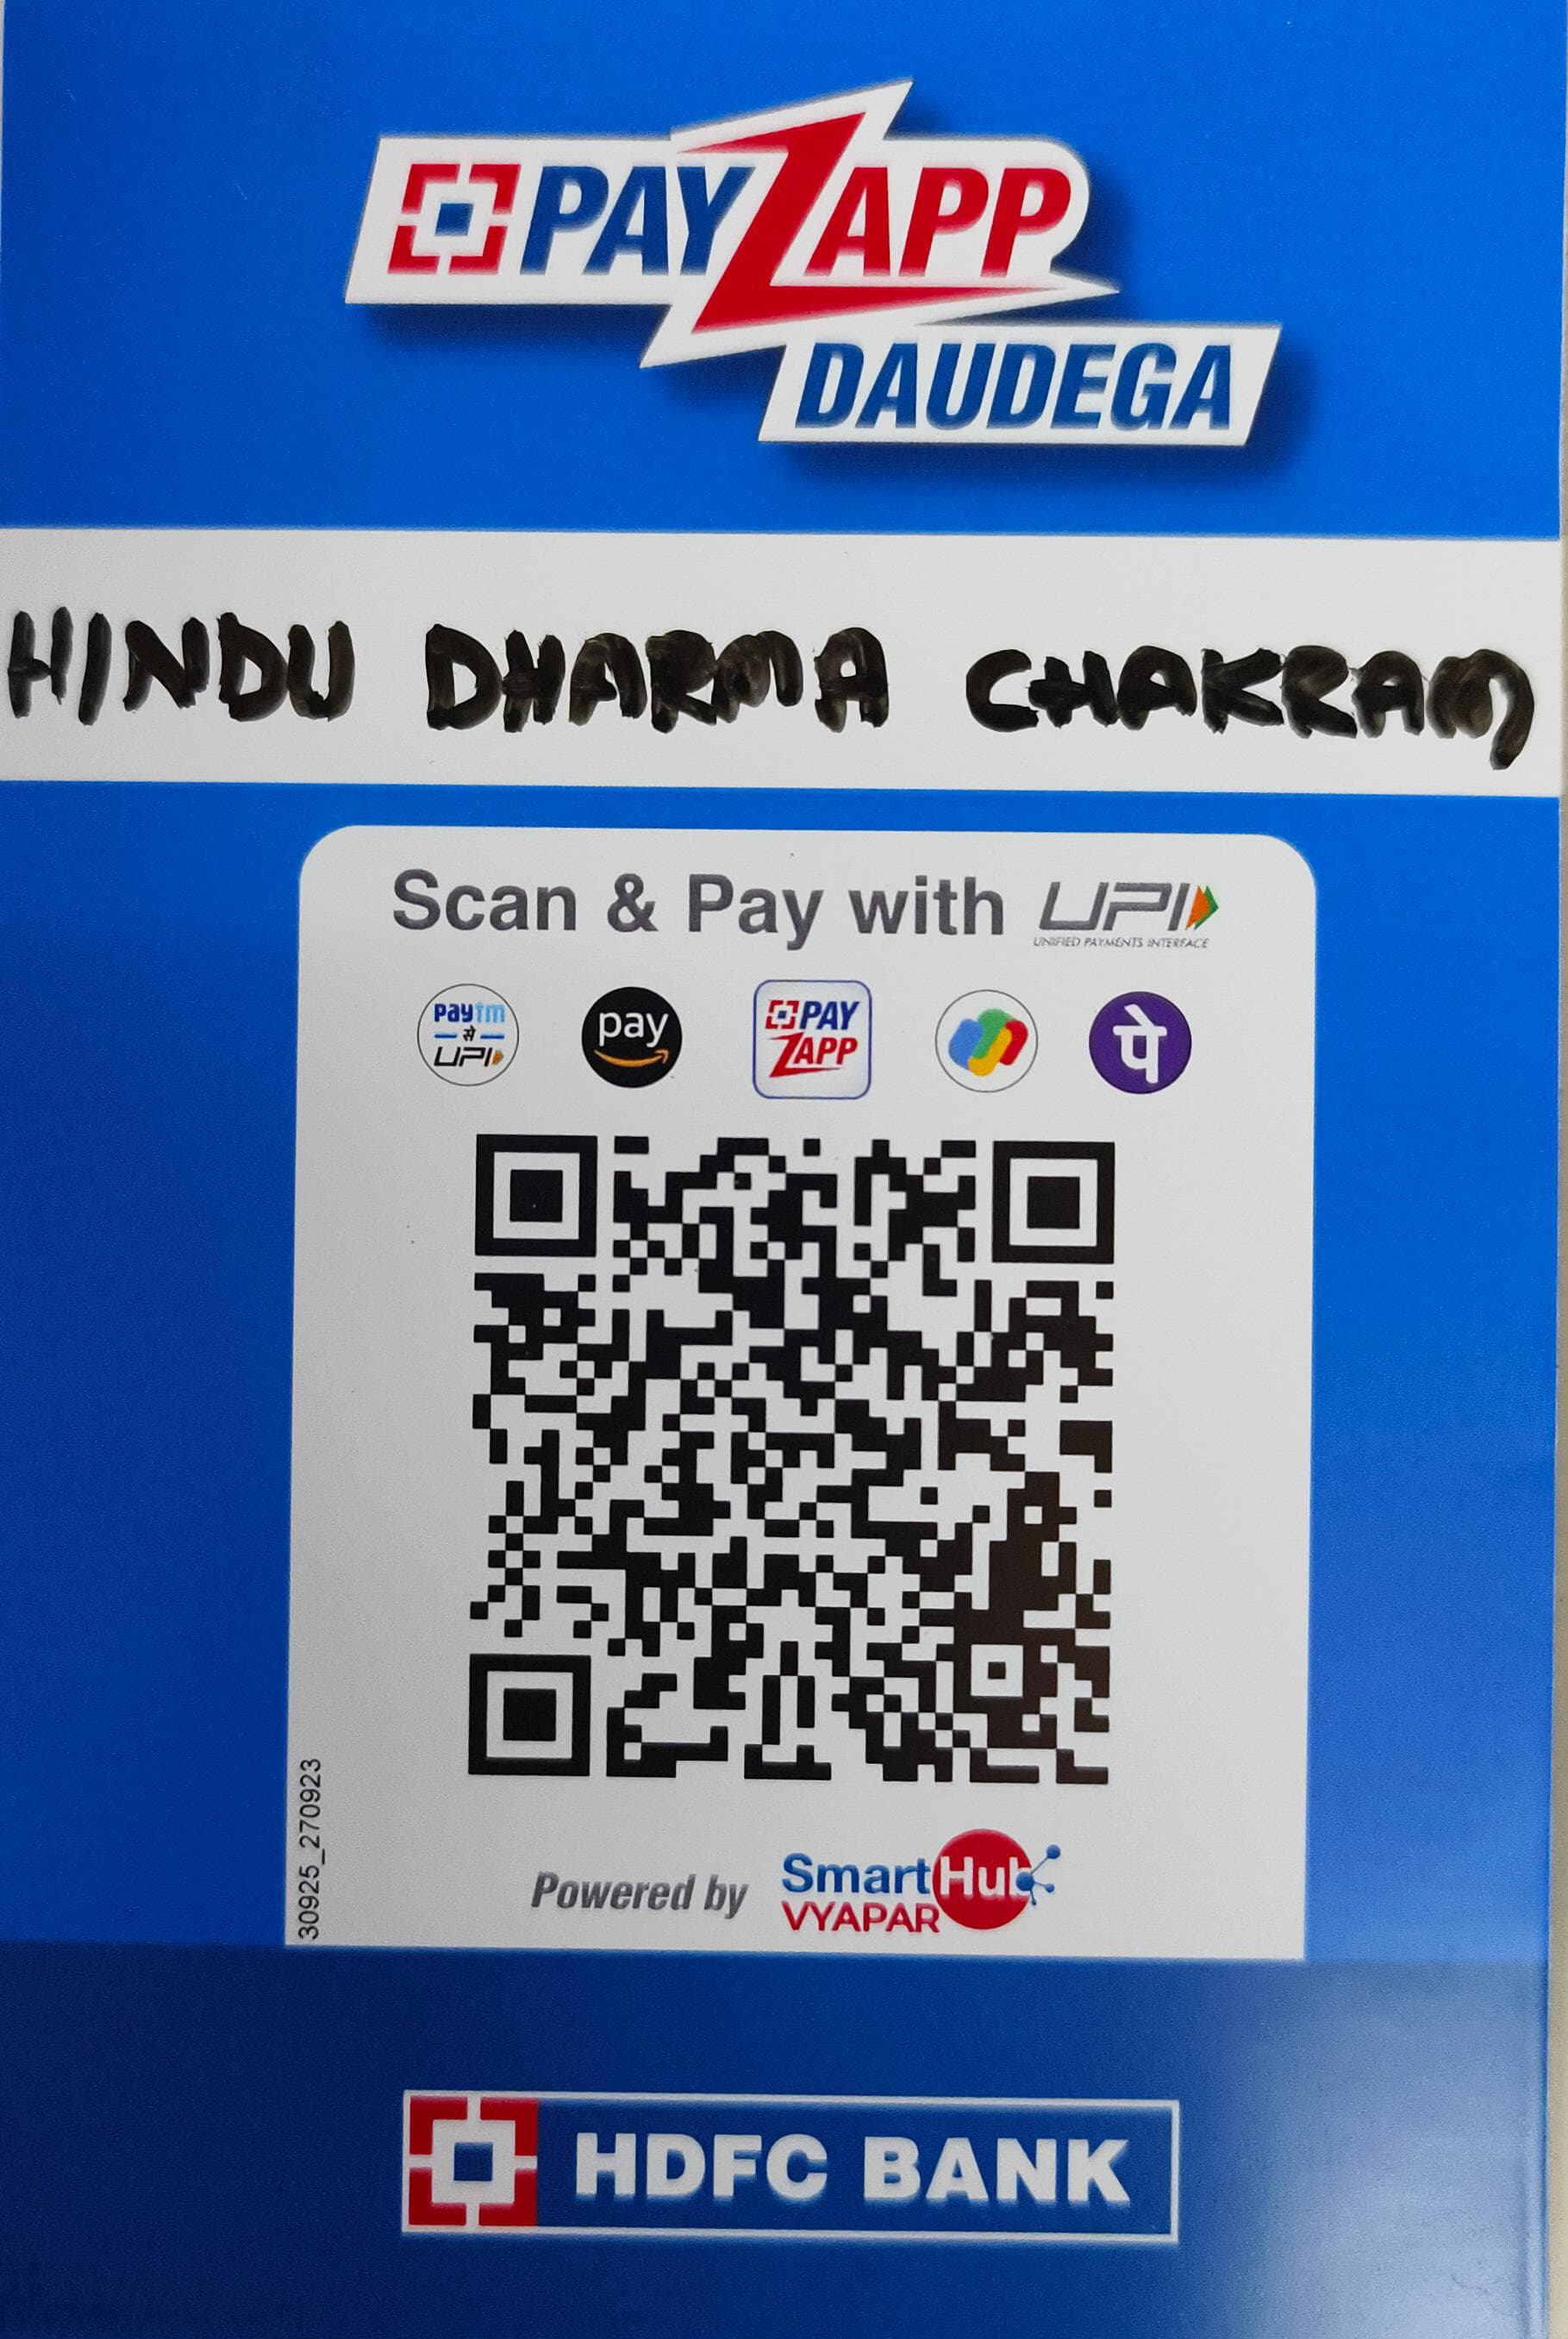 PAYZAPP
DAUDEGA
HINDU DHARMA CHAKRAM
Scan & Pay with UPI
UNIFIED PAYMENTS INTERFACE
paytm से UPI
pay
PAY ZAPP
पे
30925_270923
Powered by SmartHub VYAPAR
HDFC BANK